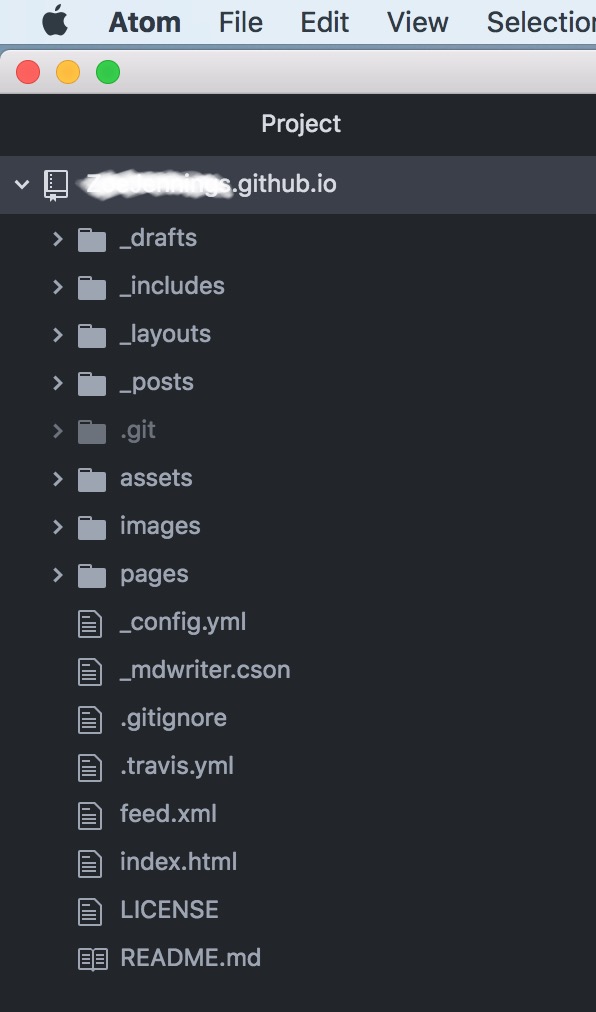 Atom File Edit View Selection
Project
.github.io
_drafts
_includes
_layouts
_posts
.git
assets
images
pages
_config.yml
_mdwriter.cson
.gitignore
.travis.yml
feed.xml
index.html
LICENSE
README.md